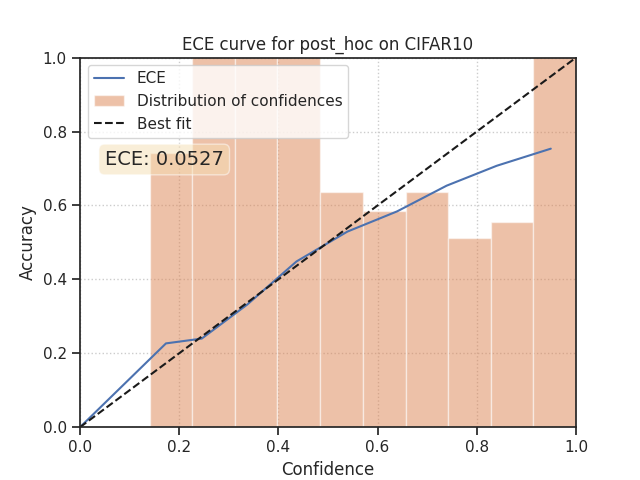 ECE curve for post_hoc on CIFAR10
1.0
0.8
0.6
0.4
0.2
0.0
Accuracy
ECE
Distribution of confidences
Best fit
ECE: 0.0527
0.0 0.2 0.4 0.6 0.8 1.0
Confidence